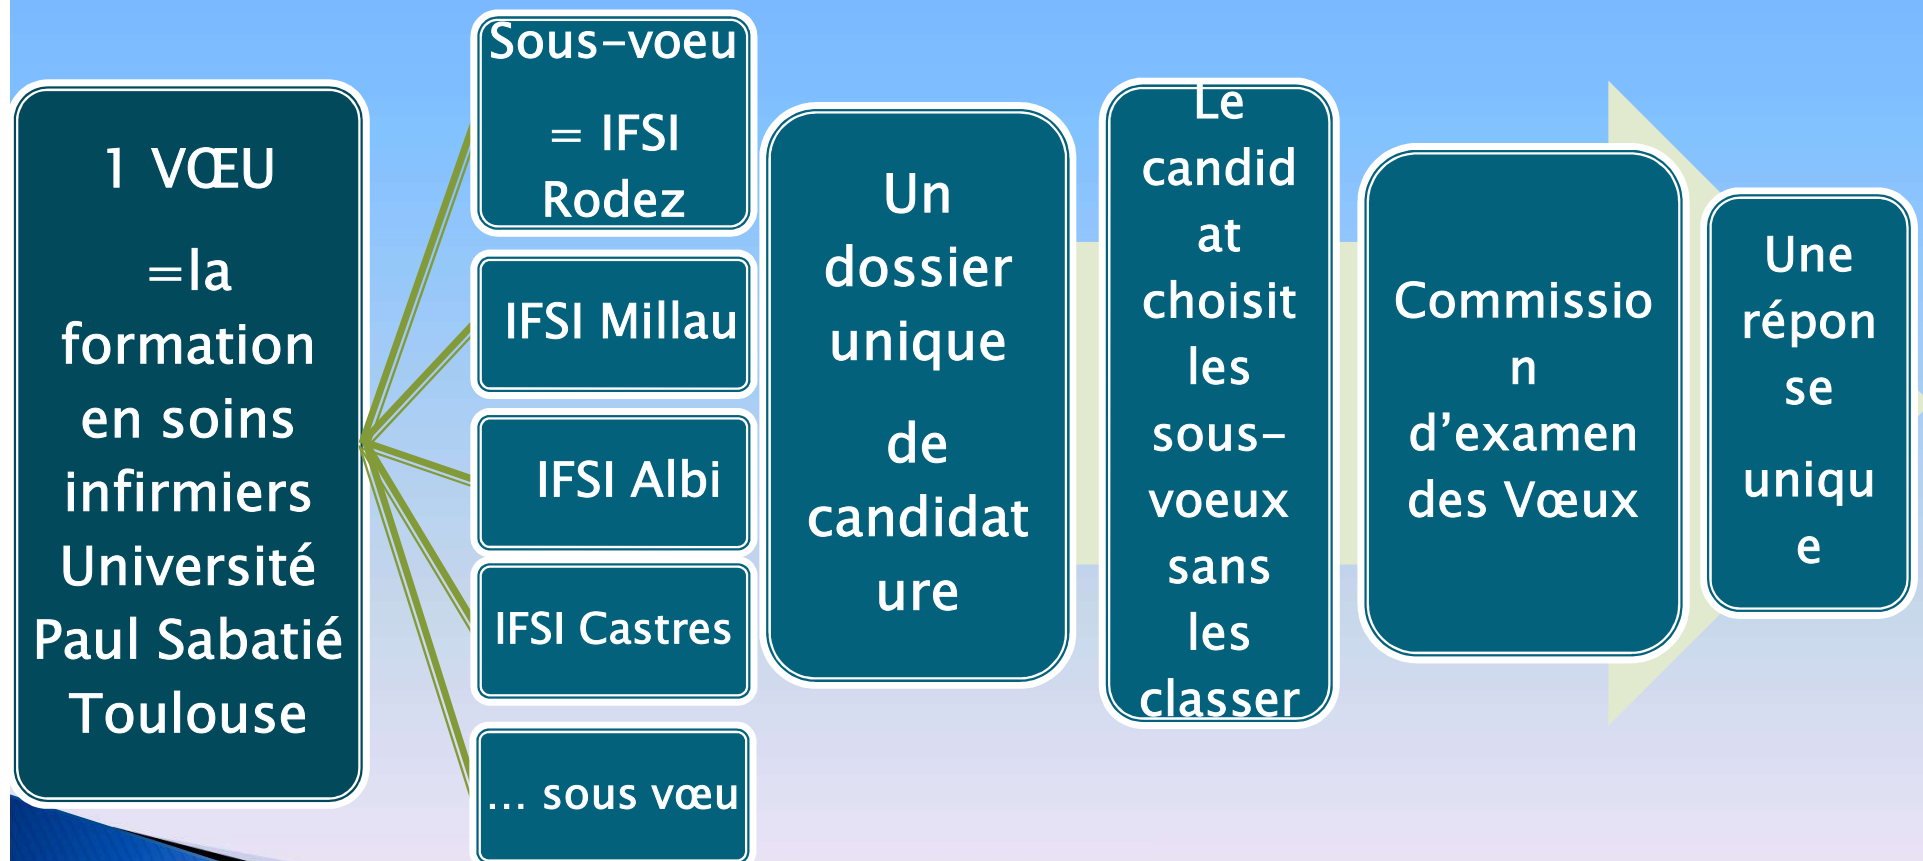 1 VŒU
=la
formation
en soins
infirmiers
Université
Paul Sabatié
Toulouse
Sous-voeu
= IFSI
Rodez
IFSI Millau
IFSI Albi
IFSI Castres
... sous vœu
Un
dossier
unique
de
candidat
ure
Le
candid
at
choisit
les
sous-
voeux
sans
les
classer
Commissio
n
d’examen
des Vœux
Une
répon
se
uniqu
e